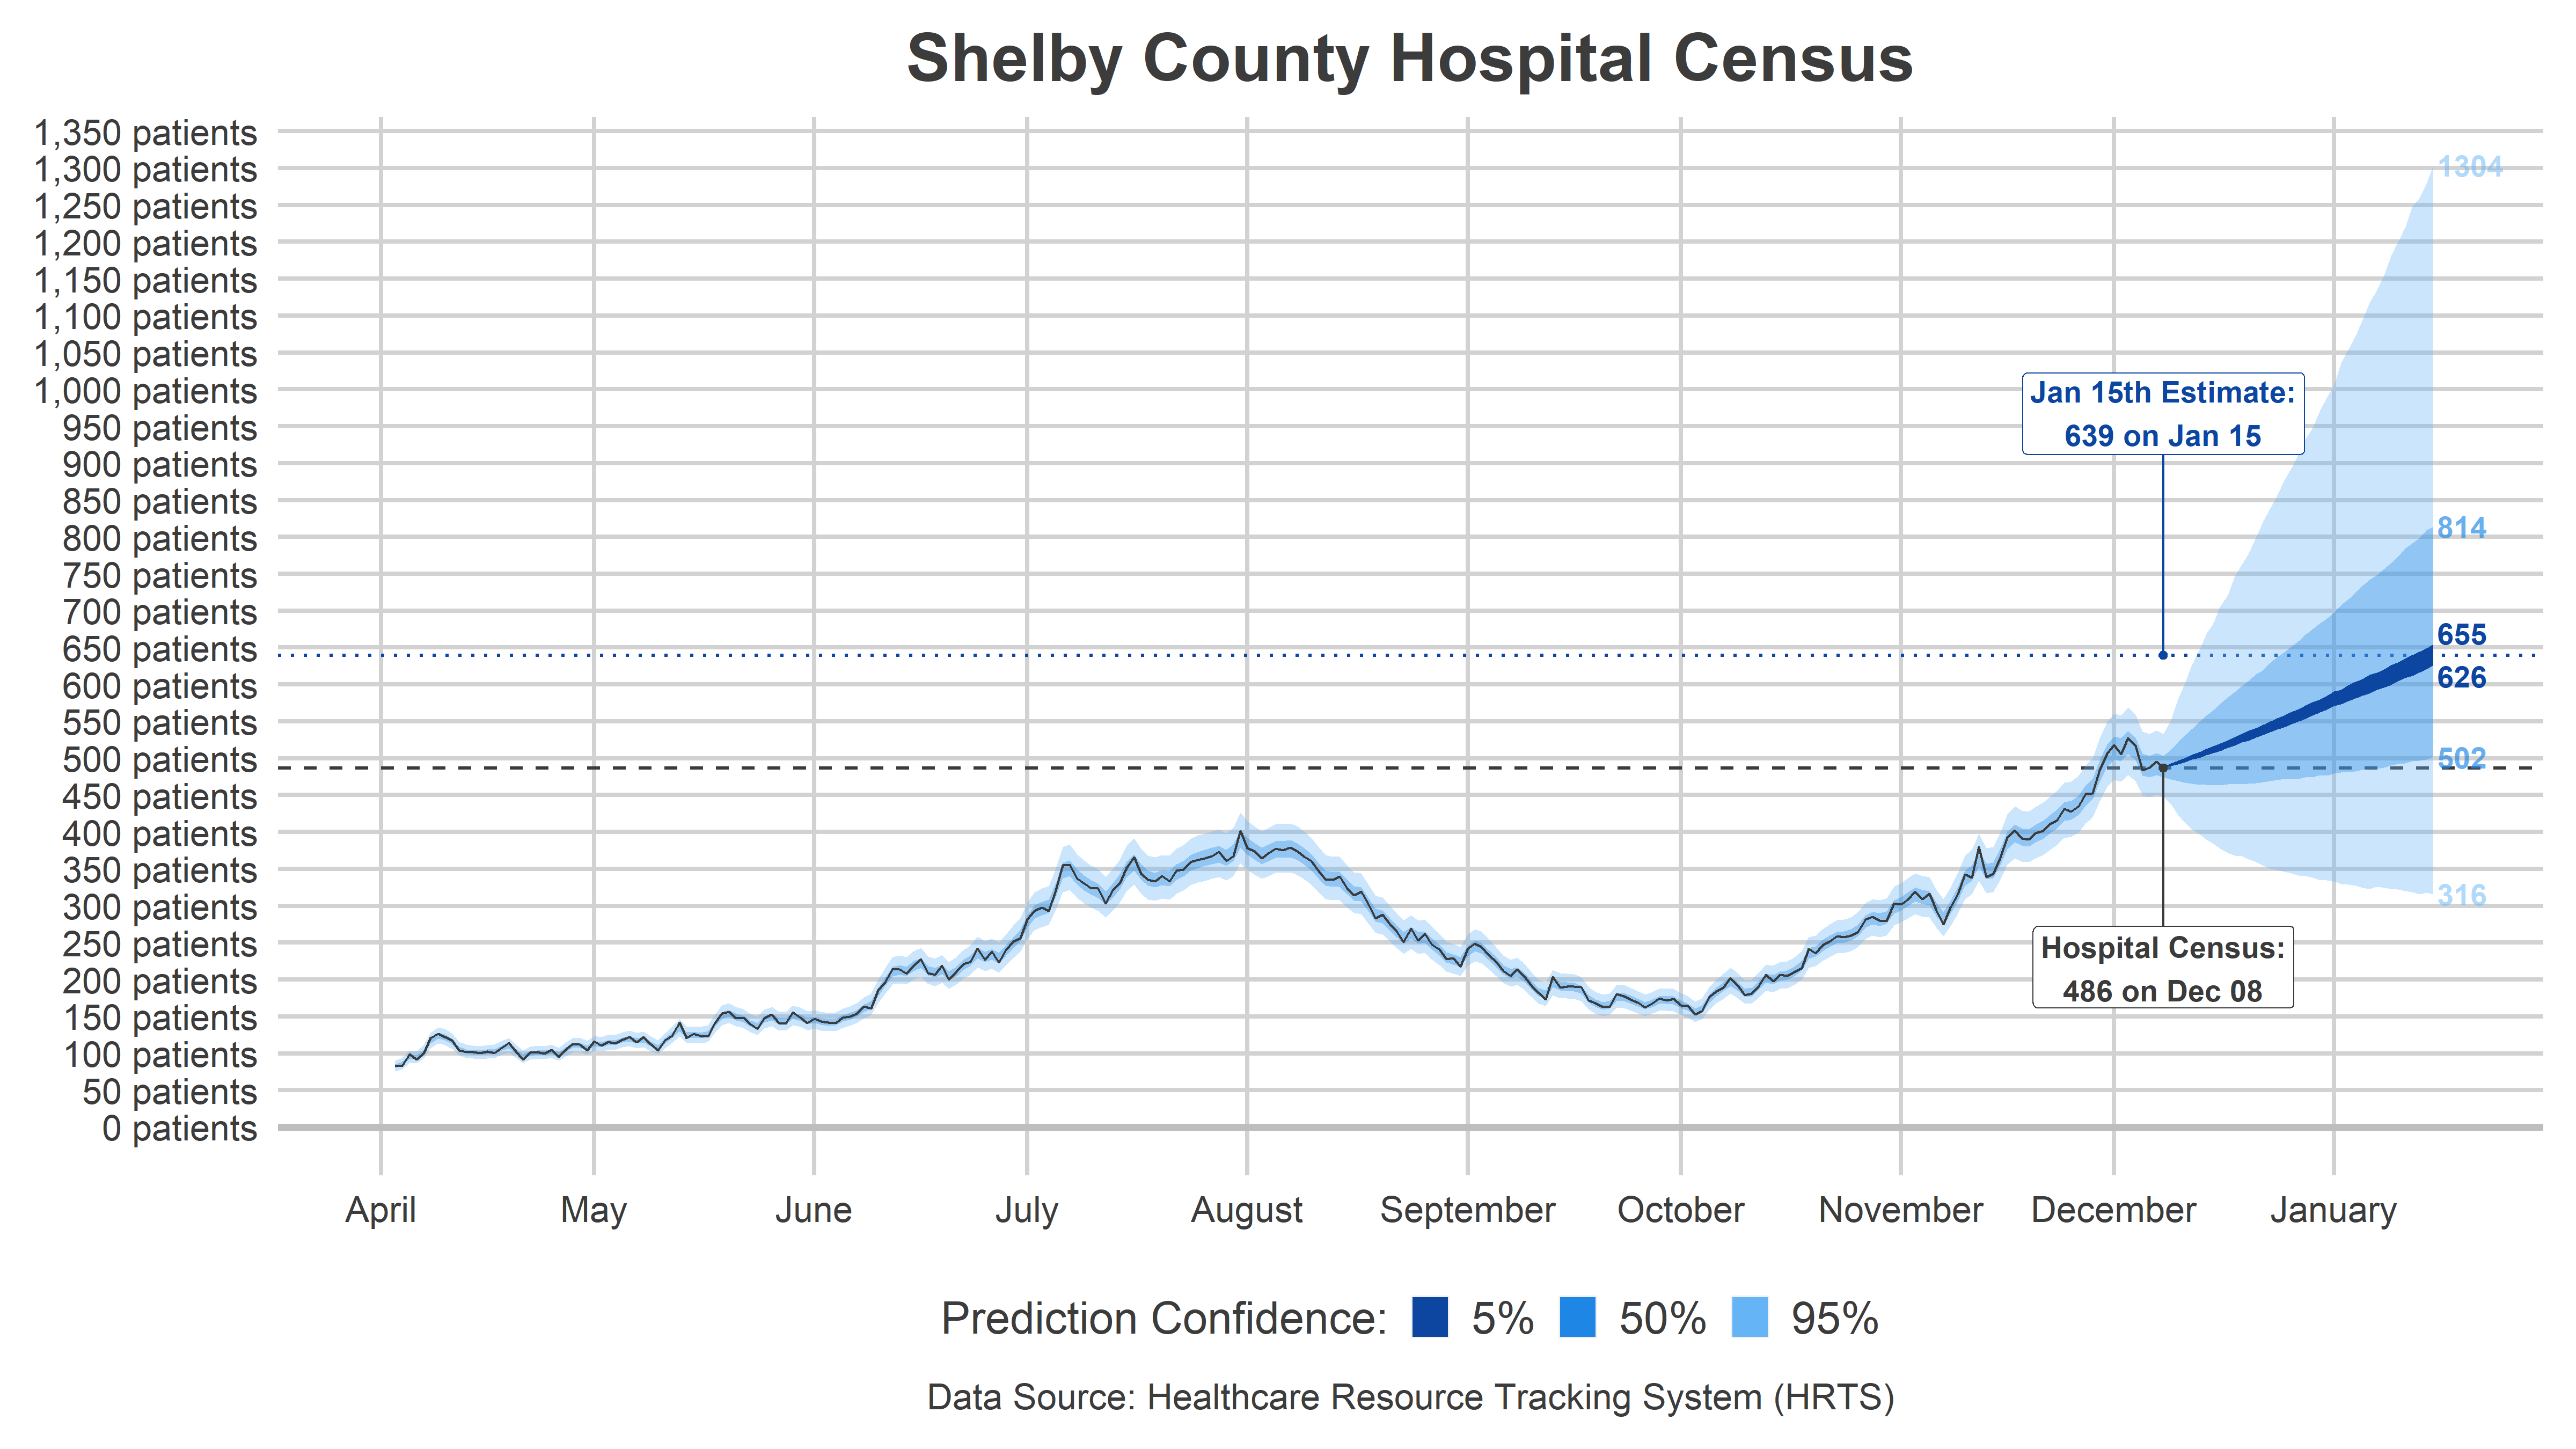 Shelby County Hospital Census
1,350 patients
1,300 patients
1,250 patients
1,200 patients
1,150 patients
1,100 patients
1,050 patients
1,000 patients
950 patients
900 patients
850 patients
800 patients
750 patients
700 patients
650 patients
600 patients
550 patients
500 patients
450 patients
400 patients
350 patients
300 patients
250 patients
200 patients
150 patients
100 patients
50 patients
0 patients
1304
Jan 15th Estimate:
639 on Jan 15
814
655
626
502
316
Hospital Census:
486 on Dec 08
April May June July August September October November December January
Prediction Confidence: 5% 50% 95%
Data Source: Healthcare Resource Tracking System (HRTS)